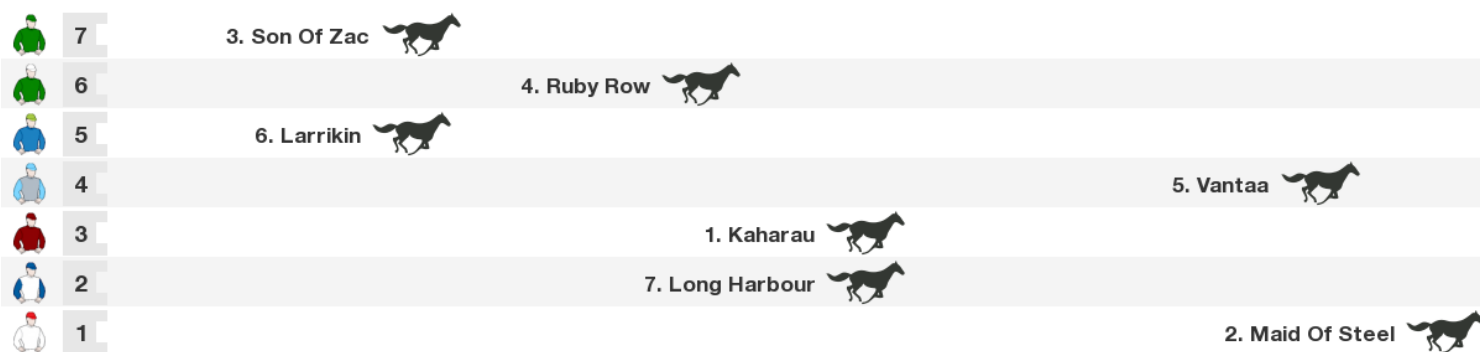 7 3. Son Of Zac
6 4. Ruby Row
5 6. Larrikin
4 5. Vantaa
3 1. Kaharau
2 7. Long Harbour
1 2. Maid Of Steel